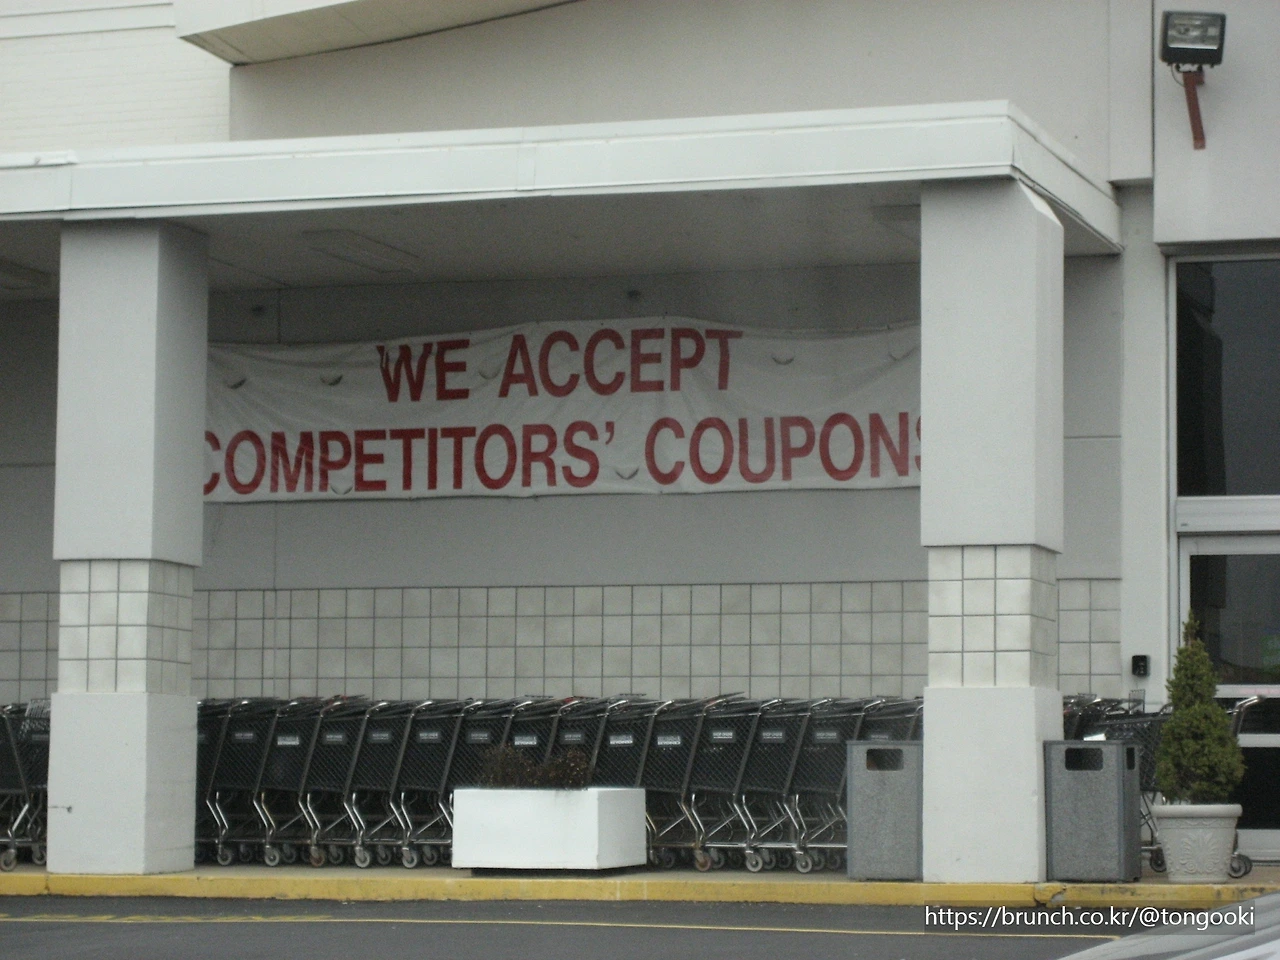 WE ACCEPT
COMPETITORS' COUPONS
https://brunch.co.kr/@tongooki